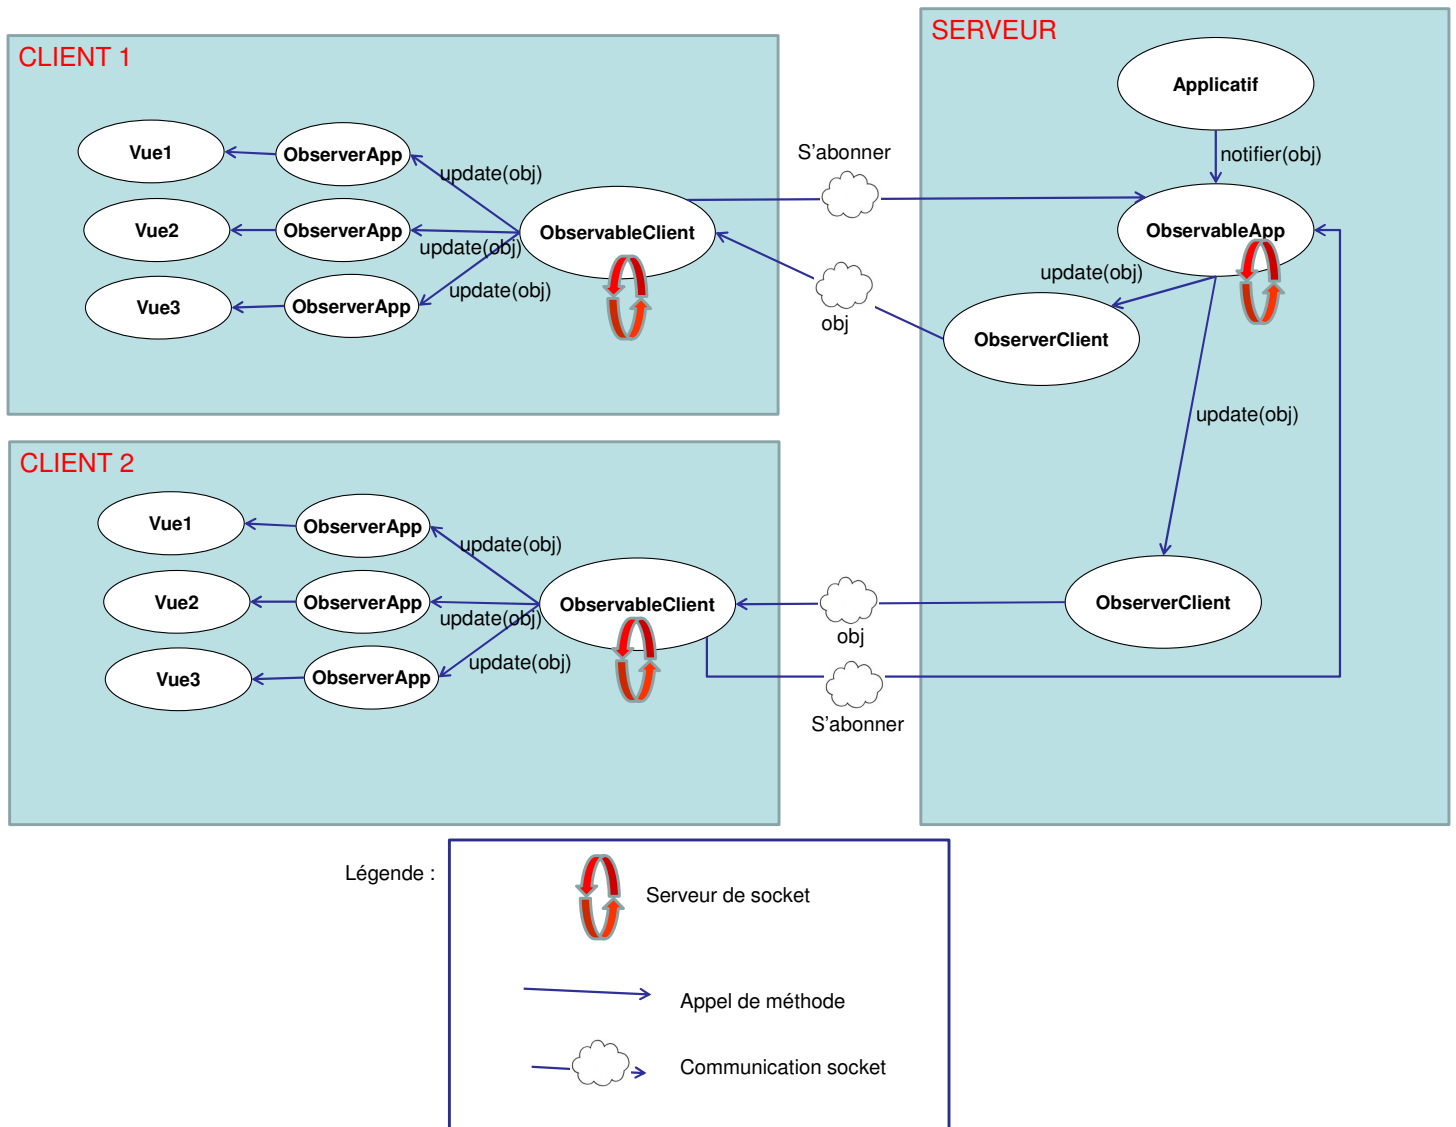 CLIENT 1
Vue1
ObserverApp
update(obj)
Vue2
ObserverApp
update(obj)
ObservableClient
Vue3
ObserverApp
update(obj)
S'abonner
obj
SERVEUR
Applicatif
notifier(obj)
ObservableApp
update(obj)
ObserverClient
update(obj)
ObserverClient
CLIENT 2
Vue1
ObserverApp
update(obj)
Vue2
ObserverApp
update(obj)
ObservableClient
Vue3
ObserverApp
update(obj)
obj
S'abonner
Légende :
Serveur de socket
Appel de méthode
Communication socket